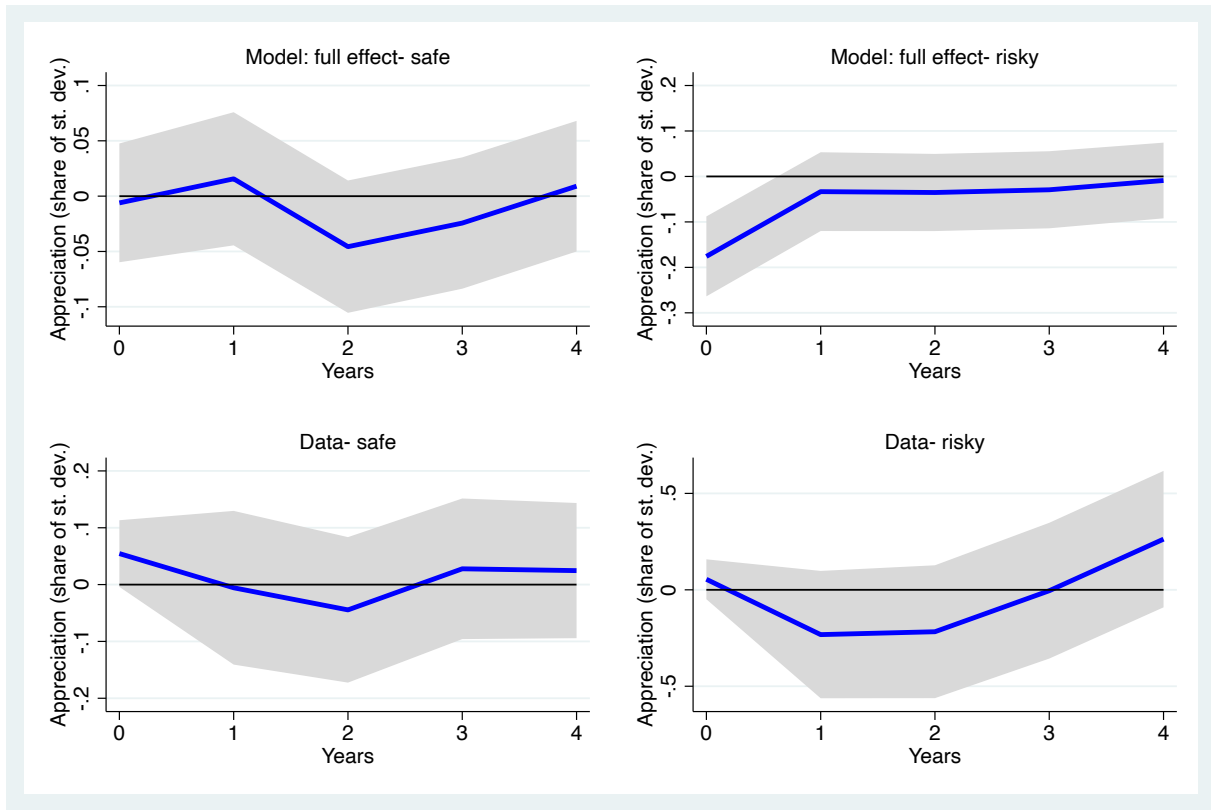 Model: full effect- safe
Appreciation (share of st. dev.)
.1
.05
0
-.05
-.1
0 1 2 3 4
Years
Model: full effect- risky
Appreciation (share of st. dev.)
.2
.1
0
-.1
-.2
-.3
0 1 2 3 4
Years
Data- safe
Appreciation (share of st. dev.)
.2
.1
0
-.1
-.2
0 1 2 3 4
Years
Data- risky
Appreciation (share of st. dev.)
.5
0
-.5
0 1 2 3 4
Years